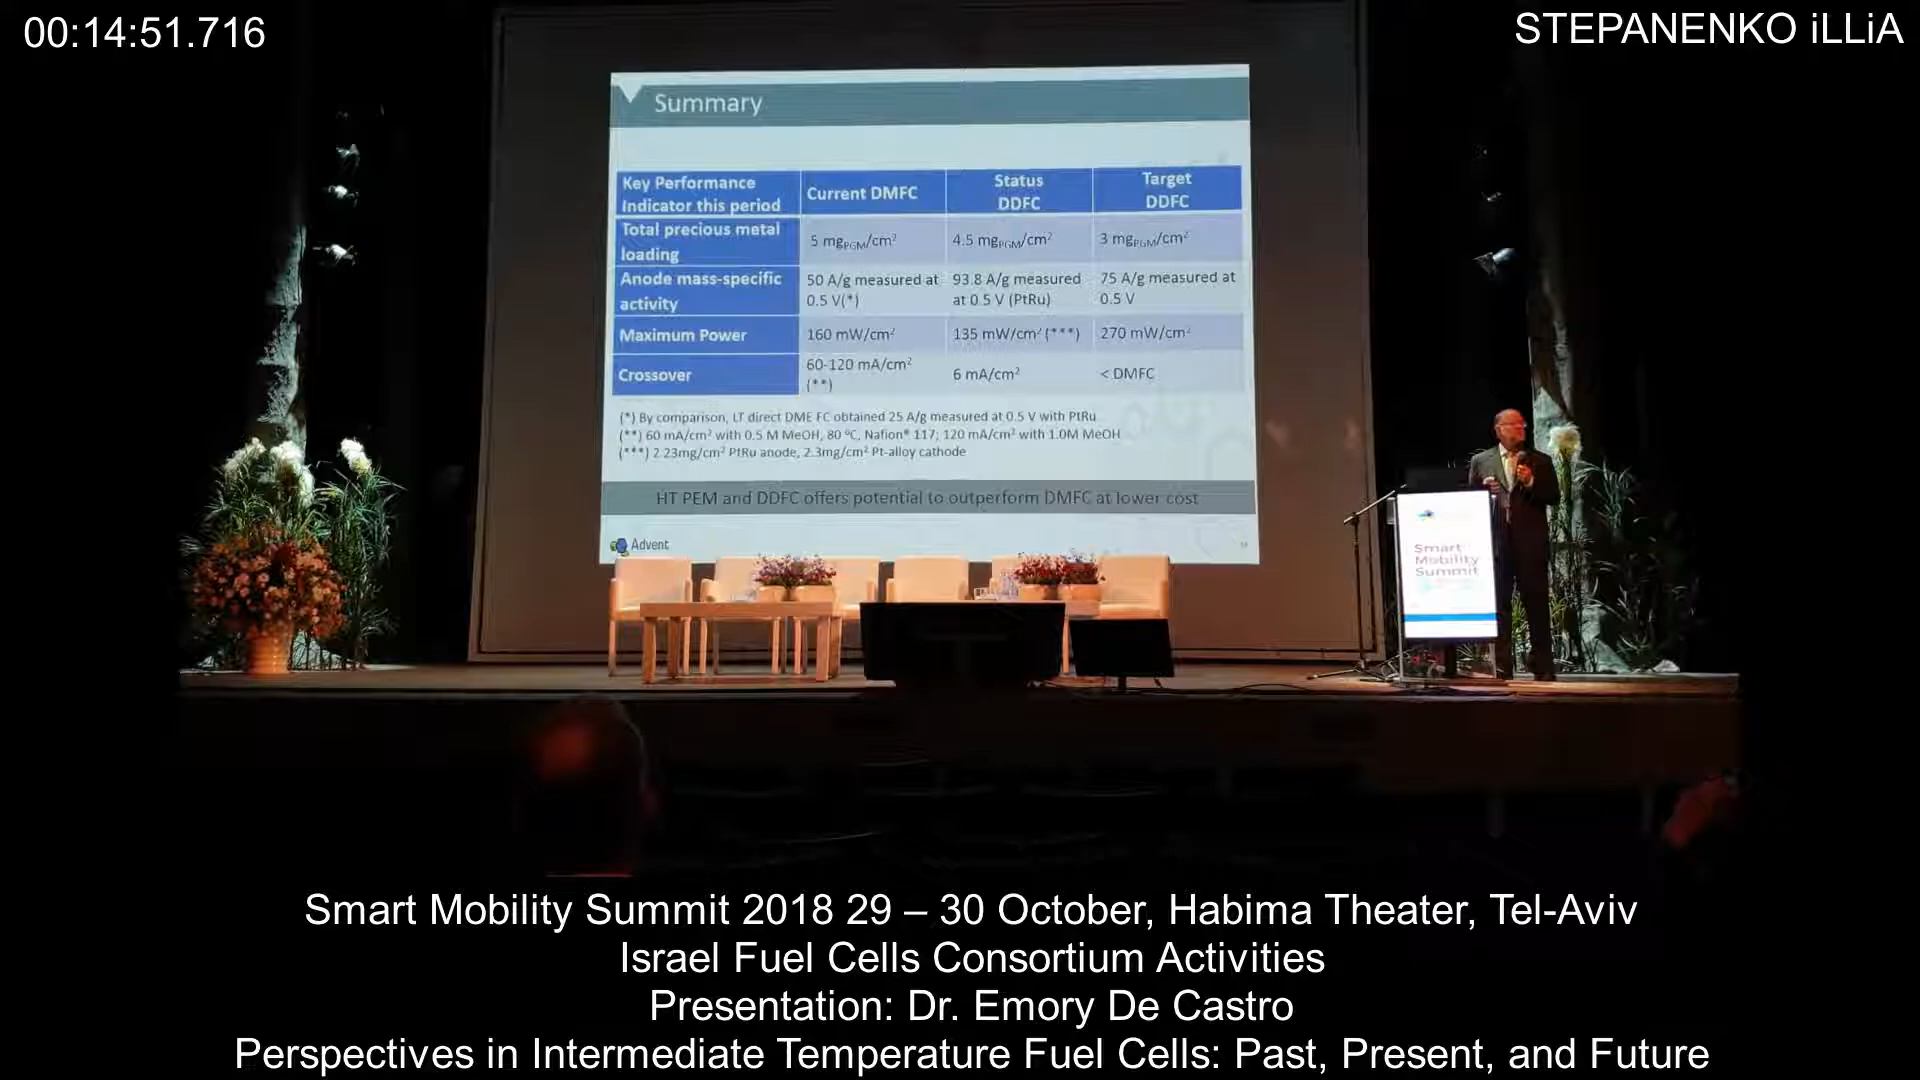 00:14:51.716
STEPANENKO iLLiA
Summary
Key Performance Indicator this period
Current DMFC
Status DDFC
Target DDFC
Total precious metal loading
5 mgPGM/cm²
4.5 mgPGM/cm²
3 mgPGM/cm²
Anode mass-specific activity
50 A/g measured at 0.5 V(*)
93.8 A/g measured at 0.5 V (PtRu)
75 A/g measured at 0.5 V
Maximum Power
160 mW/cm²
135 mW/cm² (***)
270 mW/cm²
Crossover
60-120 mA/cm² (**)
6 mA/cm²
< DMFC
(*) By comparison, LT direct DME FC obtained 25 A/g measured at 0.5 V with PtRu
(**) 60 mA/cm² with 0.5 M MeOH, 80 ºC, Nafion® 117; 120 mA/cm² with 1.0M MeOH
(***) 2.23mg/cm² PtRu anode, 2.3mg/cm² Pt-alloy cathode
HT PEM and DDFC offers potential to outperform DMFC at lower cost
Advent
Smart
Mobility
Summit
Smart Mobility Summit 2018 29 – 30 October, Habima Theater, Tel-Aviv
Israel Fuel Cells Consortium Activities
Presentation: Dr. Emory De Castro
Perspectives in Intermediate Temperature Fuel Cells: Past, Present, and Future